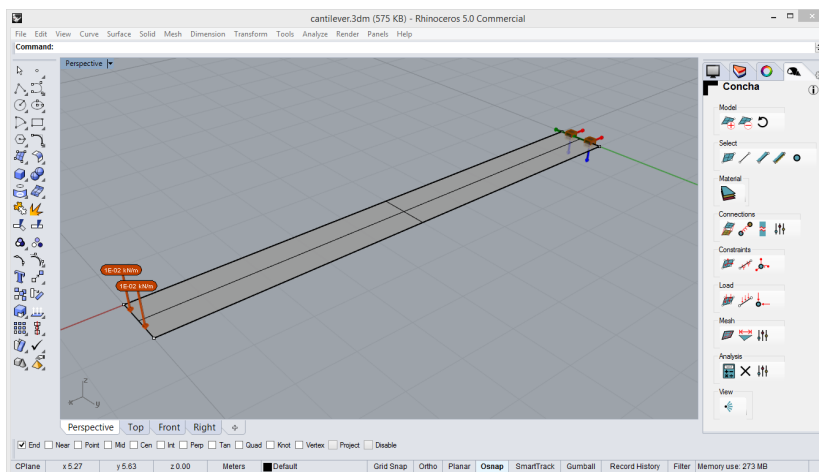 cantilever.3dm (575 KB) - Rhinoceros 5.0 Commercial
File Edit View Curve Surface Solid Mesh Dimension Transform Tools Analyze Render Panels Help
Command:
Perspective
Concha
Model
Select
Material
Connections
Constraints
Load
Mesh
Analysis
View
1E-02 kN/m
1E-02 kN/m
z
x y
Perspective Top Front Right
End Near Point Mid Cen Int Perp Tan Quad Knot Vertex Project Disable
CPlane x 5.27 y 5.63 z 0.00 Meters Default Grid Snap Ortho Planar Osnap SmartTrack Gumball Record History Filter Memory use: 273 MB